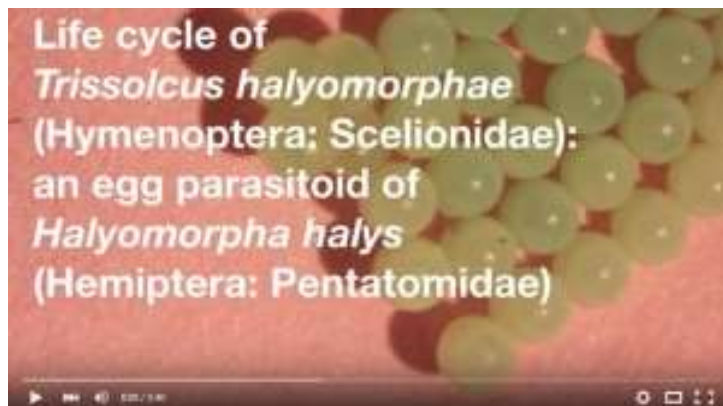 Life cycle of
Trissolcus halyomorphae
(Hymenoptera: Scelionidae):
an egg parasitoid of
Halyomorpha halys
(Hemiptera: Pentatomidae)